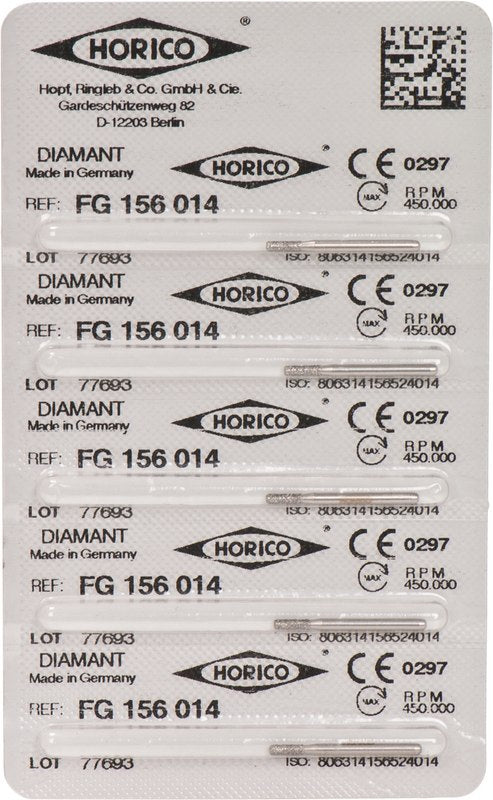 HORICO ®
Hopf, Ringleb & Co. GmbH & Cie.
Gardeschützenweg 82
D-12203 Berlin
DIAMANT HORICO ® CE 0297
Made in Germany
REF: FG 156 014 MAX RPM 450.000
LOT 77693 ISO: 806314156524014
DIAMANT HORICO ® CE 0297
Made in Germany
REF: FG 156 014 MAX RPM 450.000
LOT 77693 ISO: 806314156524014
DIAMANT HORICO ® CE 0297
Made in Germany
REF: FG 156 014 MAX RPM 450.000
LOT 77693 ISO: 806314156524014
DIAMANT HORICO ® CE 0297
Made in Germany
REF: FG 156 014 MAX RPM 450.000
LOT 77693 ISO: 806314156524014
DIAMANT HORICO ® CE 0297
Made in Germany
REF: FG 156 014 MAX RPM 450.000
LOT 77693 ISO: 806314156524014